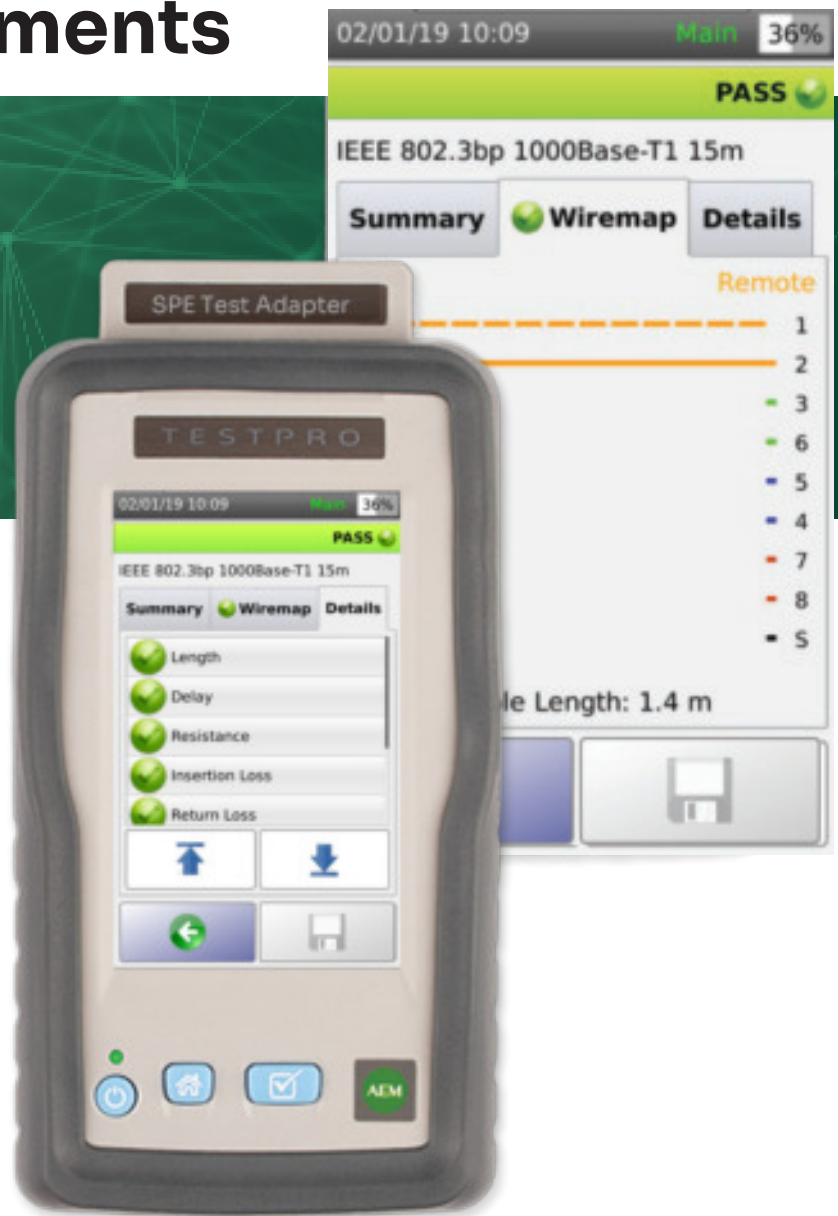 ments
02/01/19 10:09 Main 36%
PASS
IEEE 802.3bp 1000Base-T1 15m
Summary Wiremap Details
Remote
1
2
3
6
5
4
7
8
S
le Length: 1.4 m
SPE Test Adapter
TESTPRO
02/01/19 10:09 Main 36%
PASS
IEEE 802.3bp 1000Base-T1 15m
Summary Wiremap Details
Length
Delay
Resistance
Insertion Loss
Return Loss
AEM